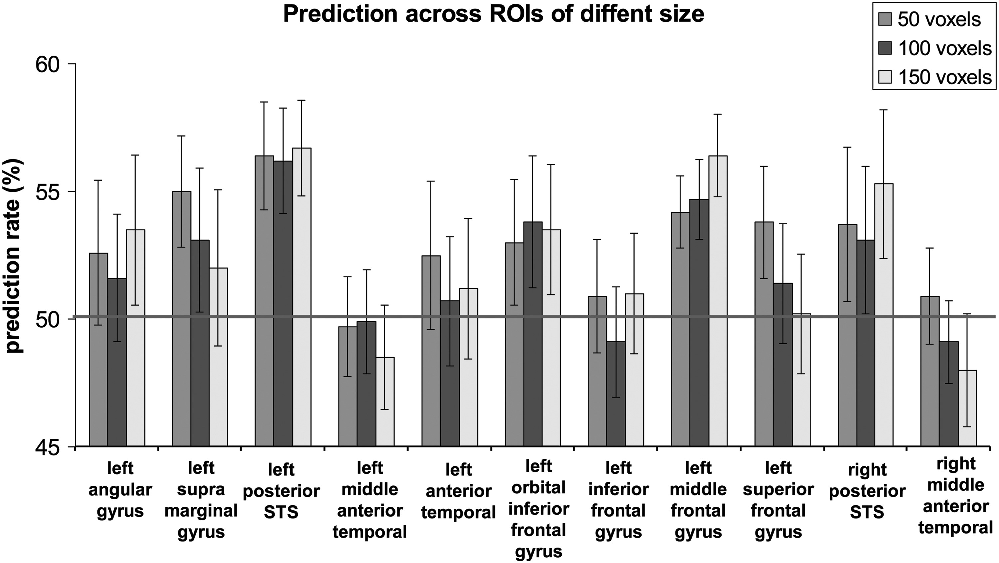 Prediction across ROIs of diffent size
50 voxels
100 voxels
150 voxels
prediction rate (%)
60
55
50
45
left
angular
gyrus
left
supra
marginal
gyrus
left
posterior
STS
left
middle
anterior
temporal
left
anterior
temporal
left
orbital
inferior
frontal
gyrus
left
inferior
frontal
gyrus
left
middle
frontal
gyrus
left
superior
frontal
gyrus
right
posterior
STS
right
middle
anterior
temporal